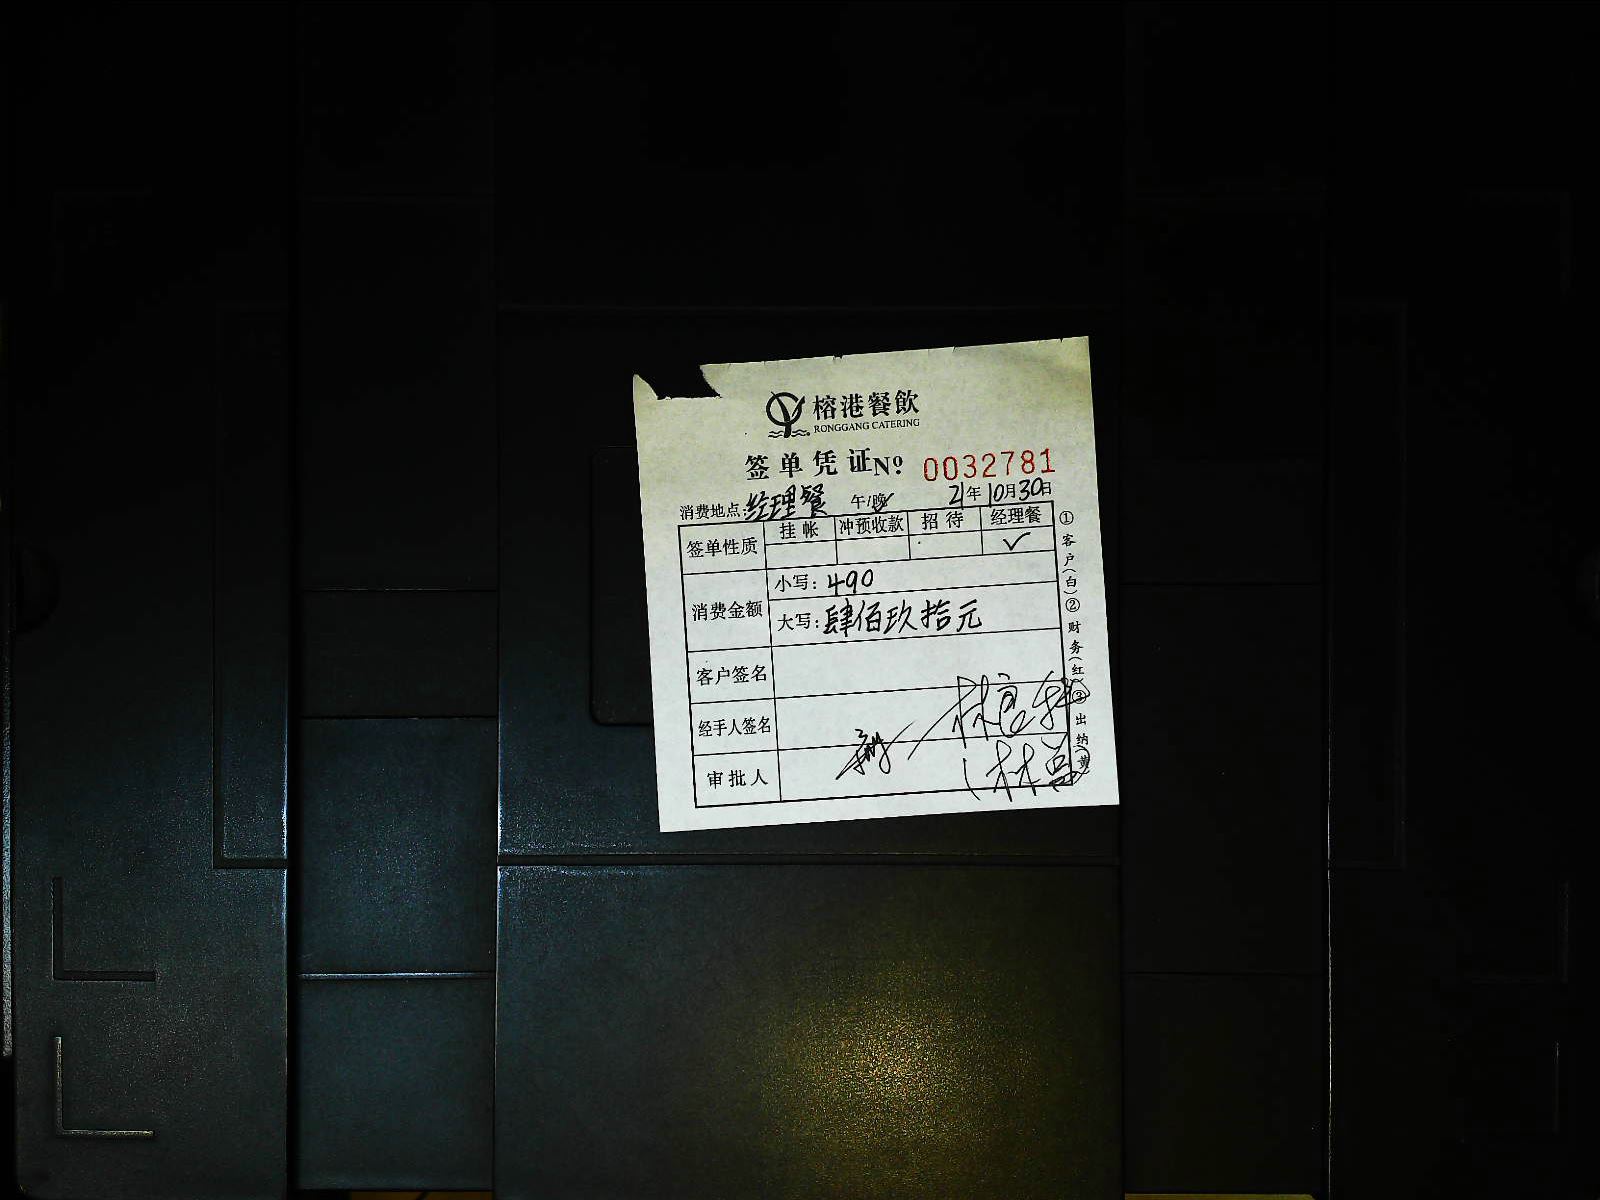 榕港餐飲
RONGGANG CATERING
签单凭证№ 0032781
消费地点:经理餐 午/晚 21年10月30日
签单性质 挂帐 冲预收款 招待 经理餐
✓
消费金额
小写:490
大写:肆佰玖拾元
客户签名
经手人签名
审批人
①客户(白)②财务(红)③出纳(黄)